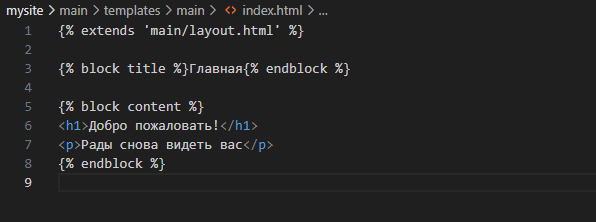 mysite > main > templates > main > <> index.html > ...
1 {% extends 'main/layout.html' %}
2
3 {% block title %}Главная{% endblock %}
4
5 {% block content %}
6 <h1>Добро пожаловать!</h1>
7 <p>Рады снова видеть вас</p>
8 {% endblock %}
9